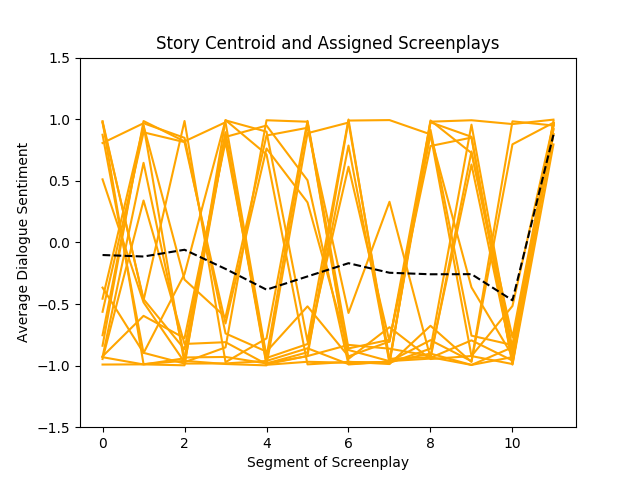 Story Centroid and Assigned Screenplays
1.5
1.0
0.5
0.0
−0.5
−1.0
−1.5
Average Dialogue Sentiment
0 2 4 6 8 10
Segment of Screenplay